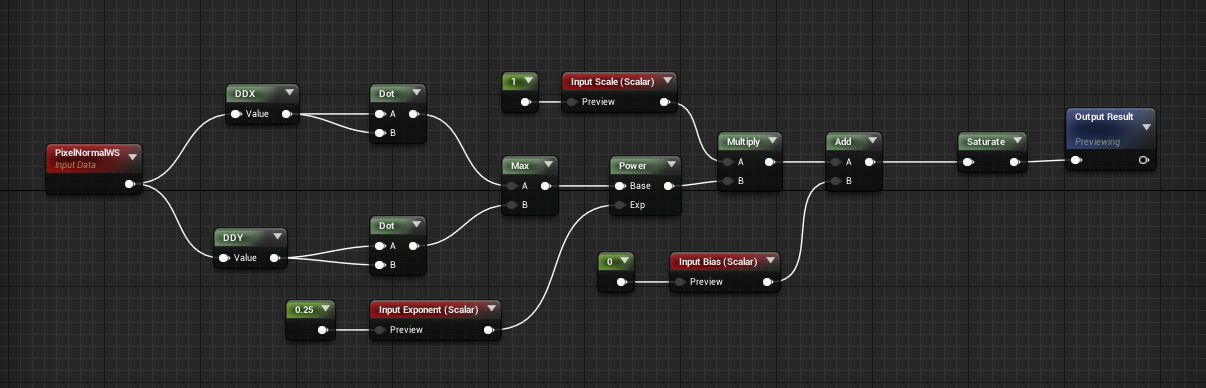 1
Input Scale (Scalar)
Preview
DDX
Value
Dot
A
B
PixelNormalWS
Input Data
Max
A
B
Power
Base
Exp
Multiply
A
B
Add
A
B
Saturate
Output Result
Previewing
DDY
Value
Dot
A
B
0
Input Bias (Scalar)
Preview
0.25
Input Exponent (Scalar)
Preview